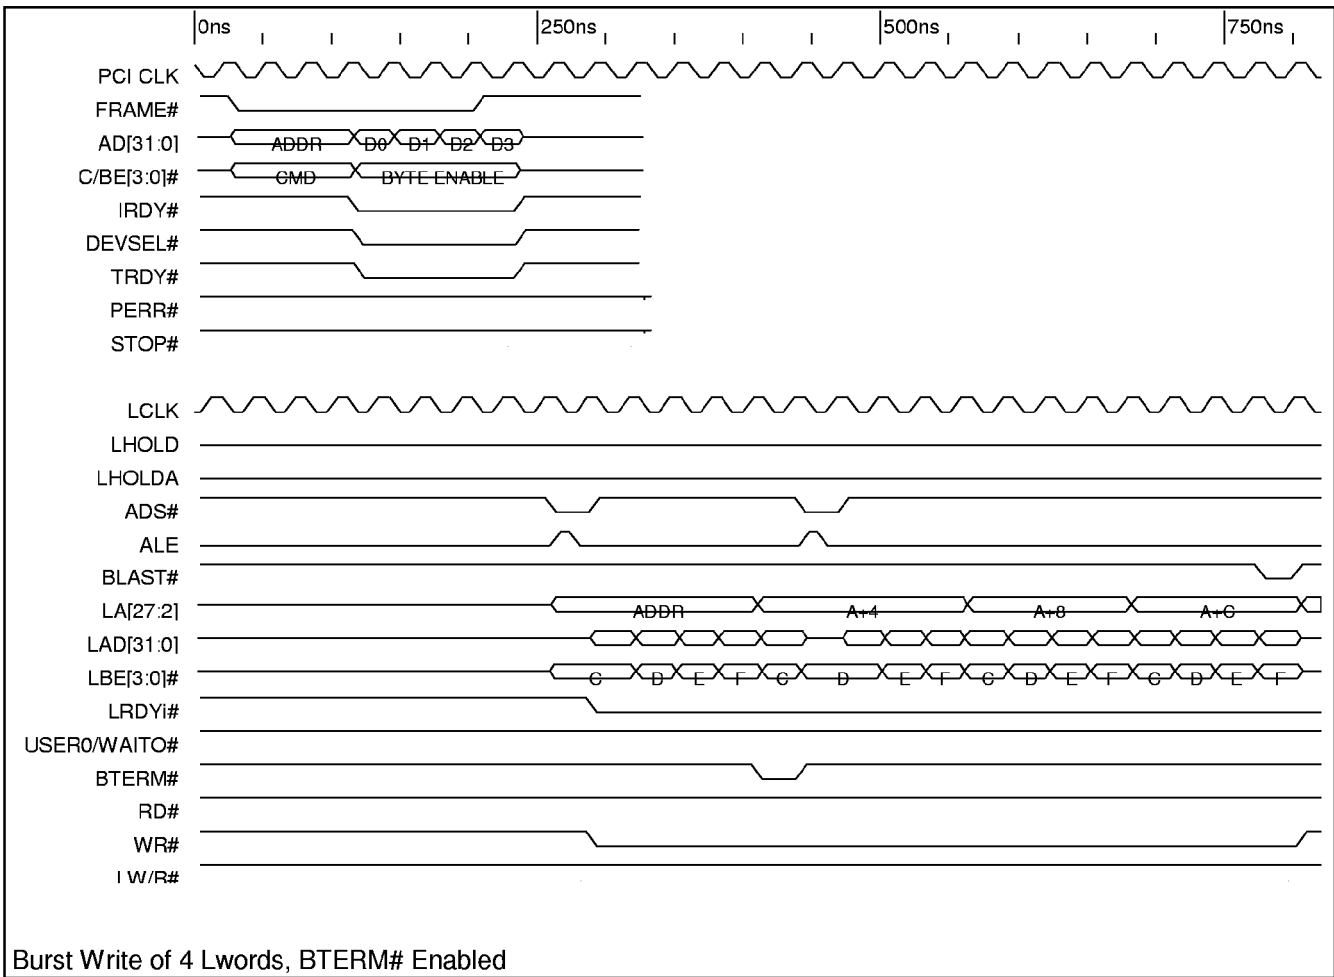 0ns 250ns 500ns 750ns
PCI CLK
FRAME#
AD[31:0] ADDR D0 D1 D2 D3
C/BE[3:0]# CMD BYTE ENABLE
IRDY#
DEVSEL#
TRDY#
PERR#
STOP#
LCLK
LHOLD
LHOLDA
ADS#
ALE
BLAST#
LA[27:2] ADDR A+4 A+8 A+C
LAD[31:0]
LBE[3:0]# C D E F C D E F C D E F C D E F
LRDYi#
USER0/WAITO#
BTERM#
RD#
WR#
LW/R#
Burst Write of 4 Lwords, BTERM# Enabled